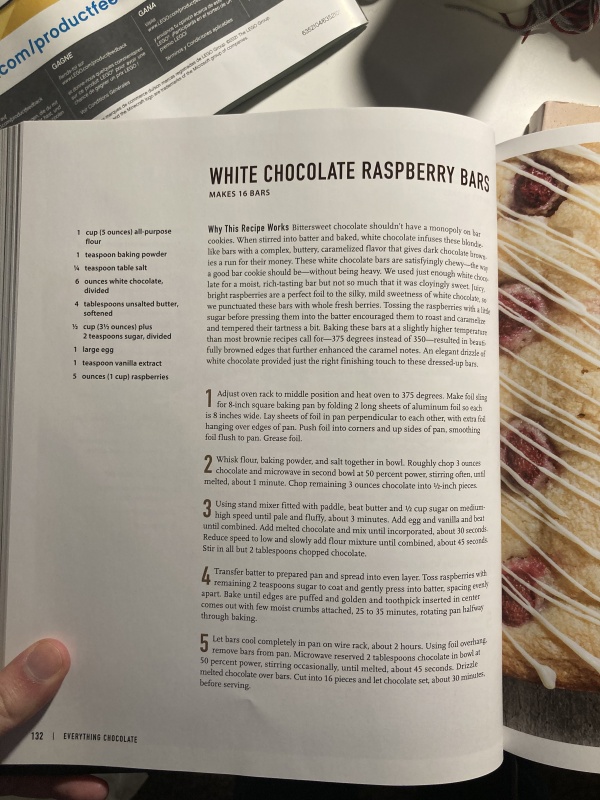 com/productfee
GAGNE
GANA
www.LEGO.com/productfeedback
Términos y Condiciones aplicables
WHITE CHOCOLATE RASPBERRY BARS
MAKES 16 BARS
1 cup (5 ounces) all-purpose
flour
1 teaspoon baking powder
¼ teaspoon table salt
6 ounces white chocolate,
divided
4 tablespoons unsalted butter,
softened
½ cup (3½ ounces) plus
2 teaspoons sugar, divided
1 large egg
1 teaspoon vanilla extract
5 ounces (1 cup) raspberries
Why This Recipe Works Bittersweet chocolate shouldn't have a monopoly on bar
cookies. When stirred into batter and baked, white chocolate infuses these blondie-
like bars with a complex, buttery, caramelized flavor that gives dark chocolate brown-
ies a run for their money. These white chocolate bars are satisfyingly chewy—the way
a good bar cookie should be—without being heavy. We used just enough white choco-
late for a moist, rich-tasting bar but not so much that it was cloyingly sweet. Juicy,
bright raspberries are a perfect foil to the silky, mild sweetness of white chocolate, so
we punctuated these bars with whole fresh berries. Tossing the raspberries with a little
sugar before pressing them into the batter encouraged them to roast and caramelize
and tempered their tartness a bit. Baking these bars at a slightly higher temperature
than most brownie recipes call for—375 degrees instead of 350—resulted in beauti-
fully browned edges that further enhanced the caramel notes. An elegant drizzle of
white chocolate provided just the right finishing touch to these dressed-up bars.
1 Adjust oven rack to middle position and heat oven to 375 degrees. Make foil sling
for 8-inch square baking pan by folding 2 long sheets of aluminum foil so each
is 8 inches wide. Lay sheets of foil in pan perpendicular to each other, with extra foil
hanging over edges of pan. Push foil into corners and up sides of pan, smoothing
foil flush to pan. Grease foil.
2 Whisk flour, baking powder, and salt together in bowl. Roughly chop 3 ounces
chocolate and microwave in second bowl at 50 percent power, stirring often, until
melted, about 1 minute. Chop remaining 3 ounces chocolate into ½-inch pieces.
3 Using stand mixer fitted with paddle, beat butter and ½ cup sugar on medium-
high speed until pale and fluffy, about 3 minutes. Add egg and vanilla and beat
until combined. Add melted chocolate and mix until incorporated, about 30 seconds.
Reduce speed to low and slowly add flour mixture until combined, about 45 seconds.
Stir in all but 2 tablespoons chopped chocolate.
4 Transfer batter to prepared pan and spread into even layer. Toss raspberries with
remaining 2 teaspoons sugar to coat and gently press into batter, spacing evenly
apart. Bake until edges are puffed and golden and toothpick inserted in center
comes out with few moist crumbs attached, 25 to 35 minutes, rotating pan halfway
through baking.
5 Let bars cool completely in pan on wire rack, about 2 hours. Using foil overhang,
remove bars from pan. Microwave reserved 2 tablespoons chocolate in bowl at
50 percent power, stirring occasionally, until melted, about 45 seconds. Drizzle
melted chocolate over bars. Cut into 16 pieces and let chocolate set, about 30 minutes,
before serving.
132 | EVERYTHING CHOCOLATE